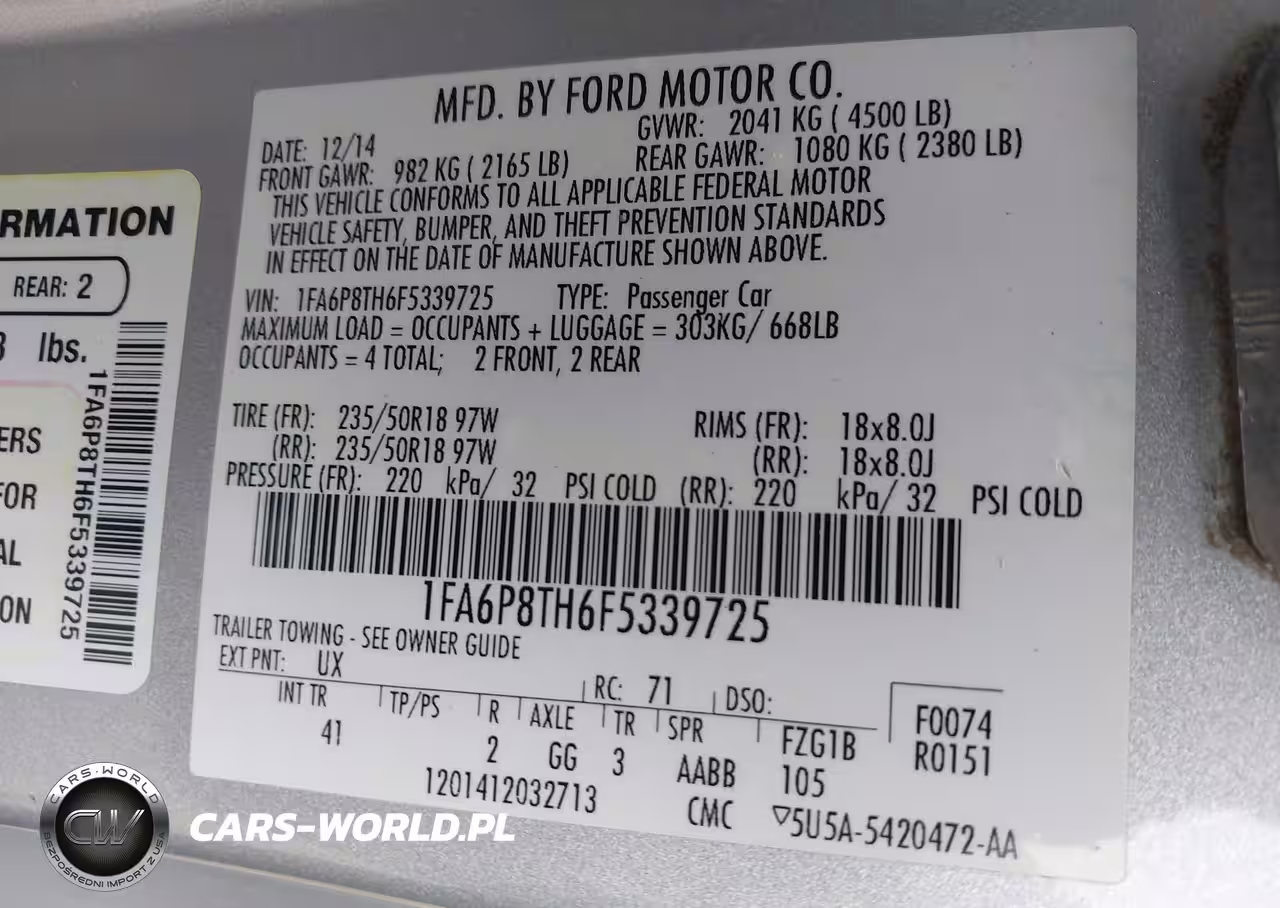 MFD. BY FORD MOTOR CO.
DATE: 12/14 GVWR: 2041 KG ( 4500 LB)
FRONT GAWR: 982 KG ( 2165 LB) REAR GAWR: 1080 KG ( 2380 LB)
THIS VEHICLE CONFORMS TO ALL APPLICABLE FEDERAL MOTOR
VEHICLE SAFETY, BUMPER, AND THEFT PREVENTION STANDARDS
IN EFFECT ON THE DATE OF MANUFACTURE SHOWN ABOVE.
VIN: 1FA6P8TH6F5339725 TYPE: Passenger Car
MAXIMUM LOAD = OCCUPANTS + LUGGAGE = 303KG/ 668LB
OCCUPANTS = 4 TOTAL; 2 FRONT, 2 REAR
TIRE (FR): 235/50R18 97W RIMS (FR): 18x8.0J
(RR): 235/50R18 97W (RR): 18x8.0J
PRESSURE (FR): 220 kPa/ 32 PSI COLD (RR): 220 kPa/ 32 PSI COLD
1FA6P8TH6F5339725
TRAILER TOWING - SEE OWNER GUIDE
EXT PNT: UX RC: 71 DSO:
INT TR TP/PS R AXLE TR SPR FZG1B F0074
41 2 GG 3 AABB 105 R0151
1201412032713 CMC ▽5U5A-5420472-AA
RMATION
REAR: 2
lbs.
ERS
FOR
AL
ON
1FA6P8TH6F5339725
CARS-WORLD
CW
BEZPOŚREDNI IMPORT Z USA
CARS-WORLD.PL